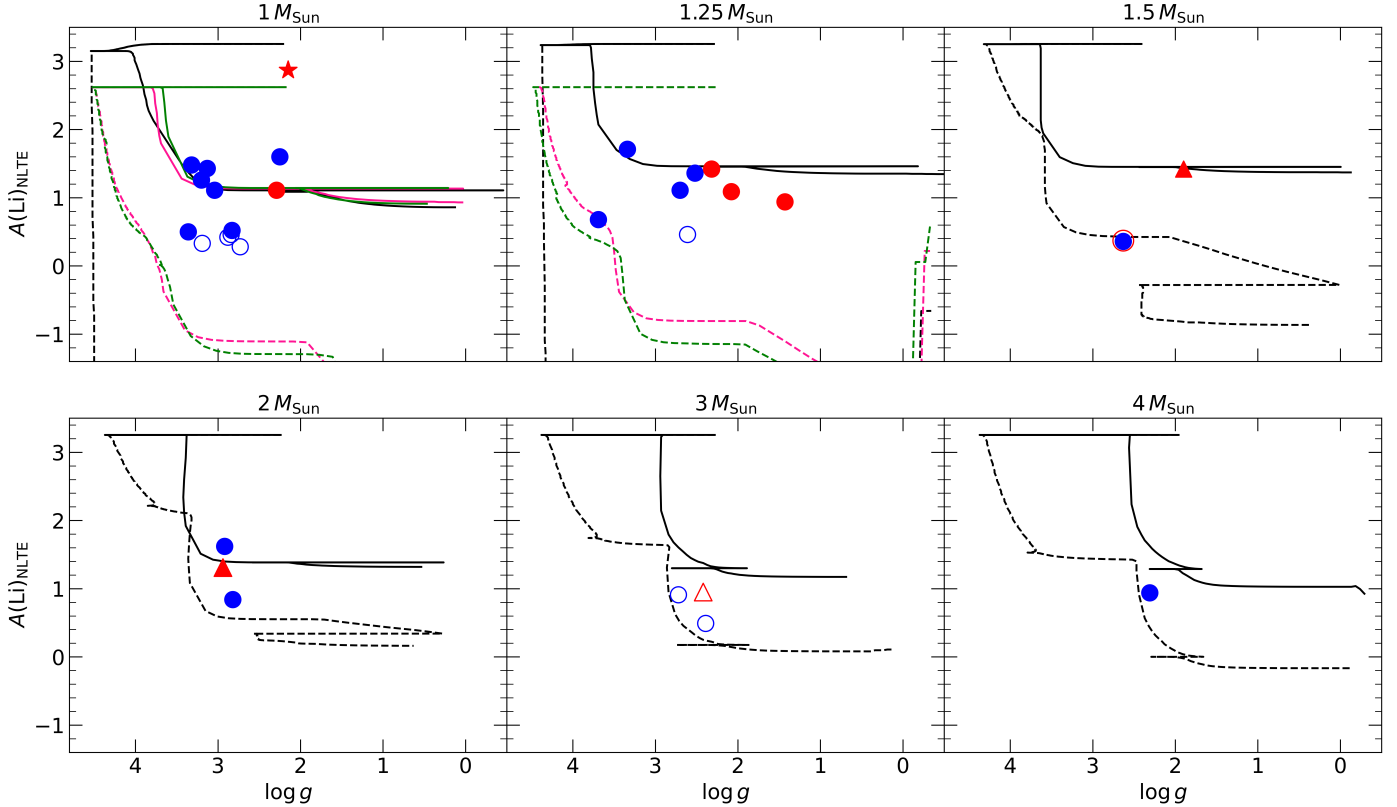 1 M_Sun 1.25 M_Sun 1.5 M_Sun
A(Li)_NLTE
3
2
1
0
−1
2 M_Sun 3 M_Sun 4 M_Sun
A(Li)_NLTE
3
2
1
0
−1
5 4 3 2 1 0 4 3 2 1 0 4 3 2 1 0
log g log g log g